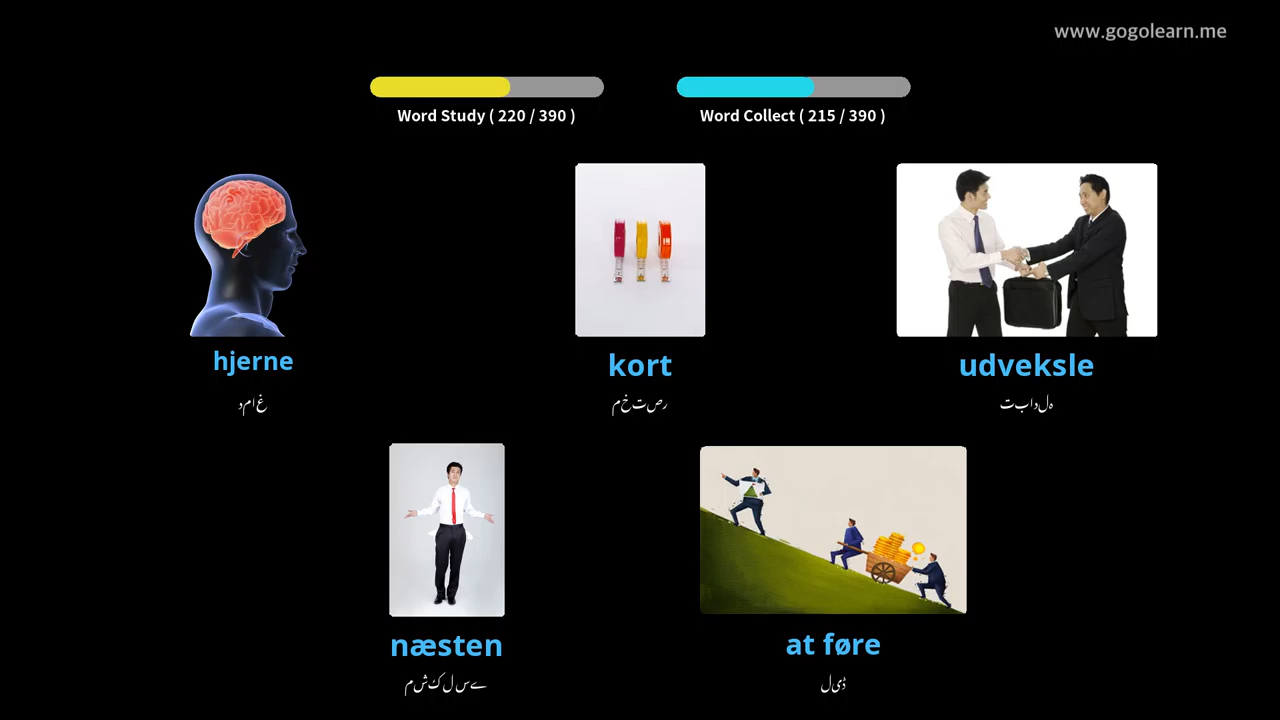 www.gogolearn.me
Word Study ( 220 / 390 )
Word Collect ( 215 / 390 )
hjerne
دماغ
kort
مختصر
udveksle
تبادلہ
næsten
مشکل سے
at føre
لیڈ